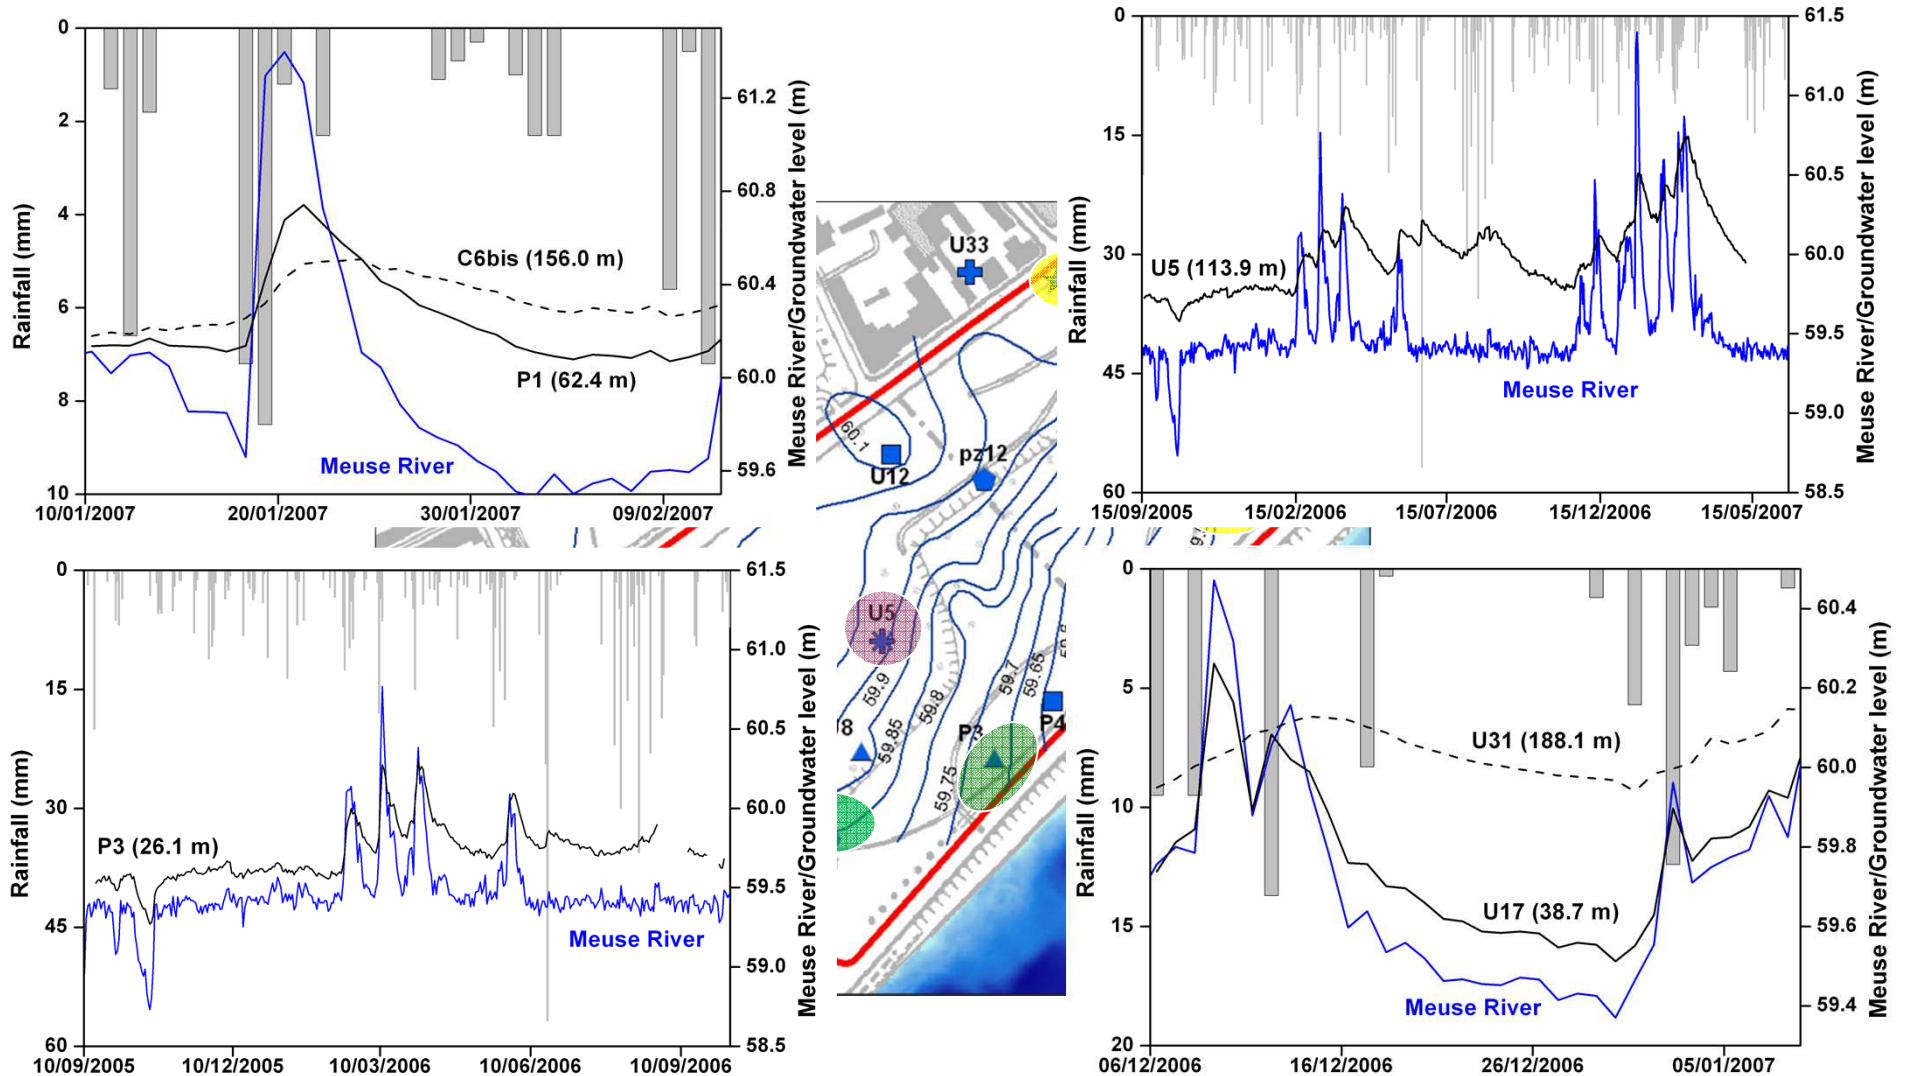 0
2
4
6
8
10
Rainfall (mm)
61.2
60.8
60.4
60.0
59.6
Meuse River/Groundwater level (m)
C6bis (156.0 m)
P1 (62.4 m)
Meuse River
10/01/2007
20/01/2007
30/01/2007
09/02/2007
0
15
30
45
60
Rainfall (mm)
61.5
61.0
60.5
60.0
59.5
59.0
58.5
Meuse River/Groundwater level (m)
U5 (113.9 m)
Meuse River
15/09/2005
15/02/2006
15/07/2006
15/12/2006
15/05/2007
U33
60.1
U12
pz12
U5
59.9
59.8
59.85
59.7
59.65
59.75
P3
P4
0
15
30
45
60
Rainfall (mm)
61.5
61.0
60.5
60.0
59.5
59.0
58.5
Meuse River/Groundwater level (m)
P3 (26.1 m)
Meuse River
10/09/2005
10/12/2005
10/03/2006
10/06/2006
10/09/2006
0
5
10
15
20
Rainfall (mm)
60.4
60.2
60.0
59.8
59.6
59.4
Meuse River/Groundwater level (m)
U31 (188.1 m)
U17 (38.7 m)
Meuse River
06/12/2006
16/12/2006
26/12/2006
05/01/2007